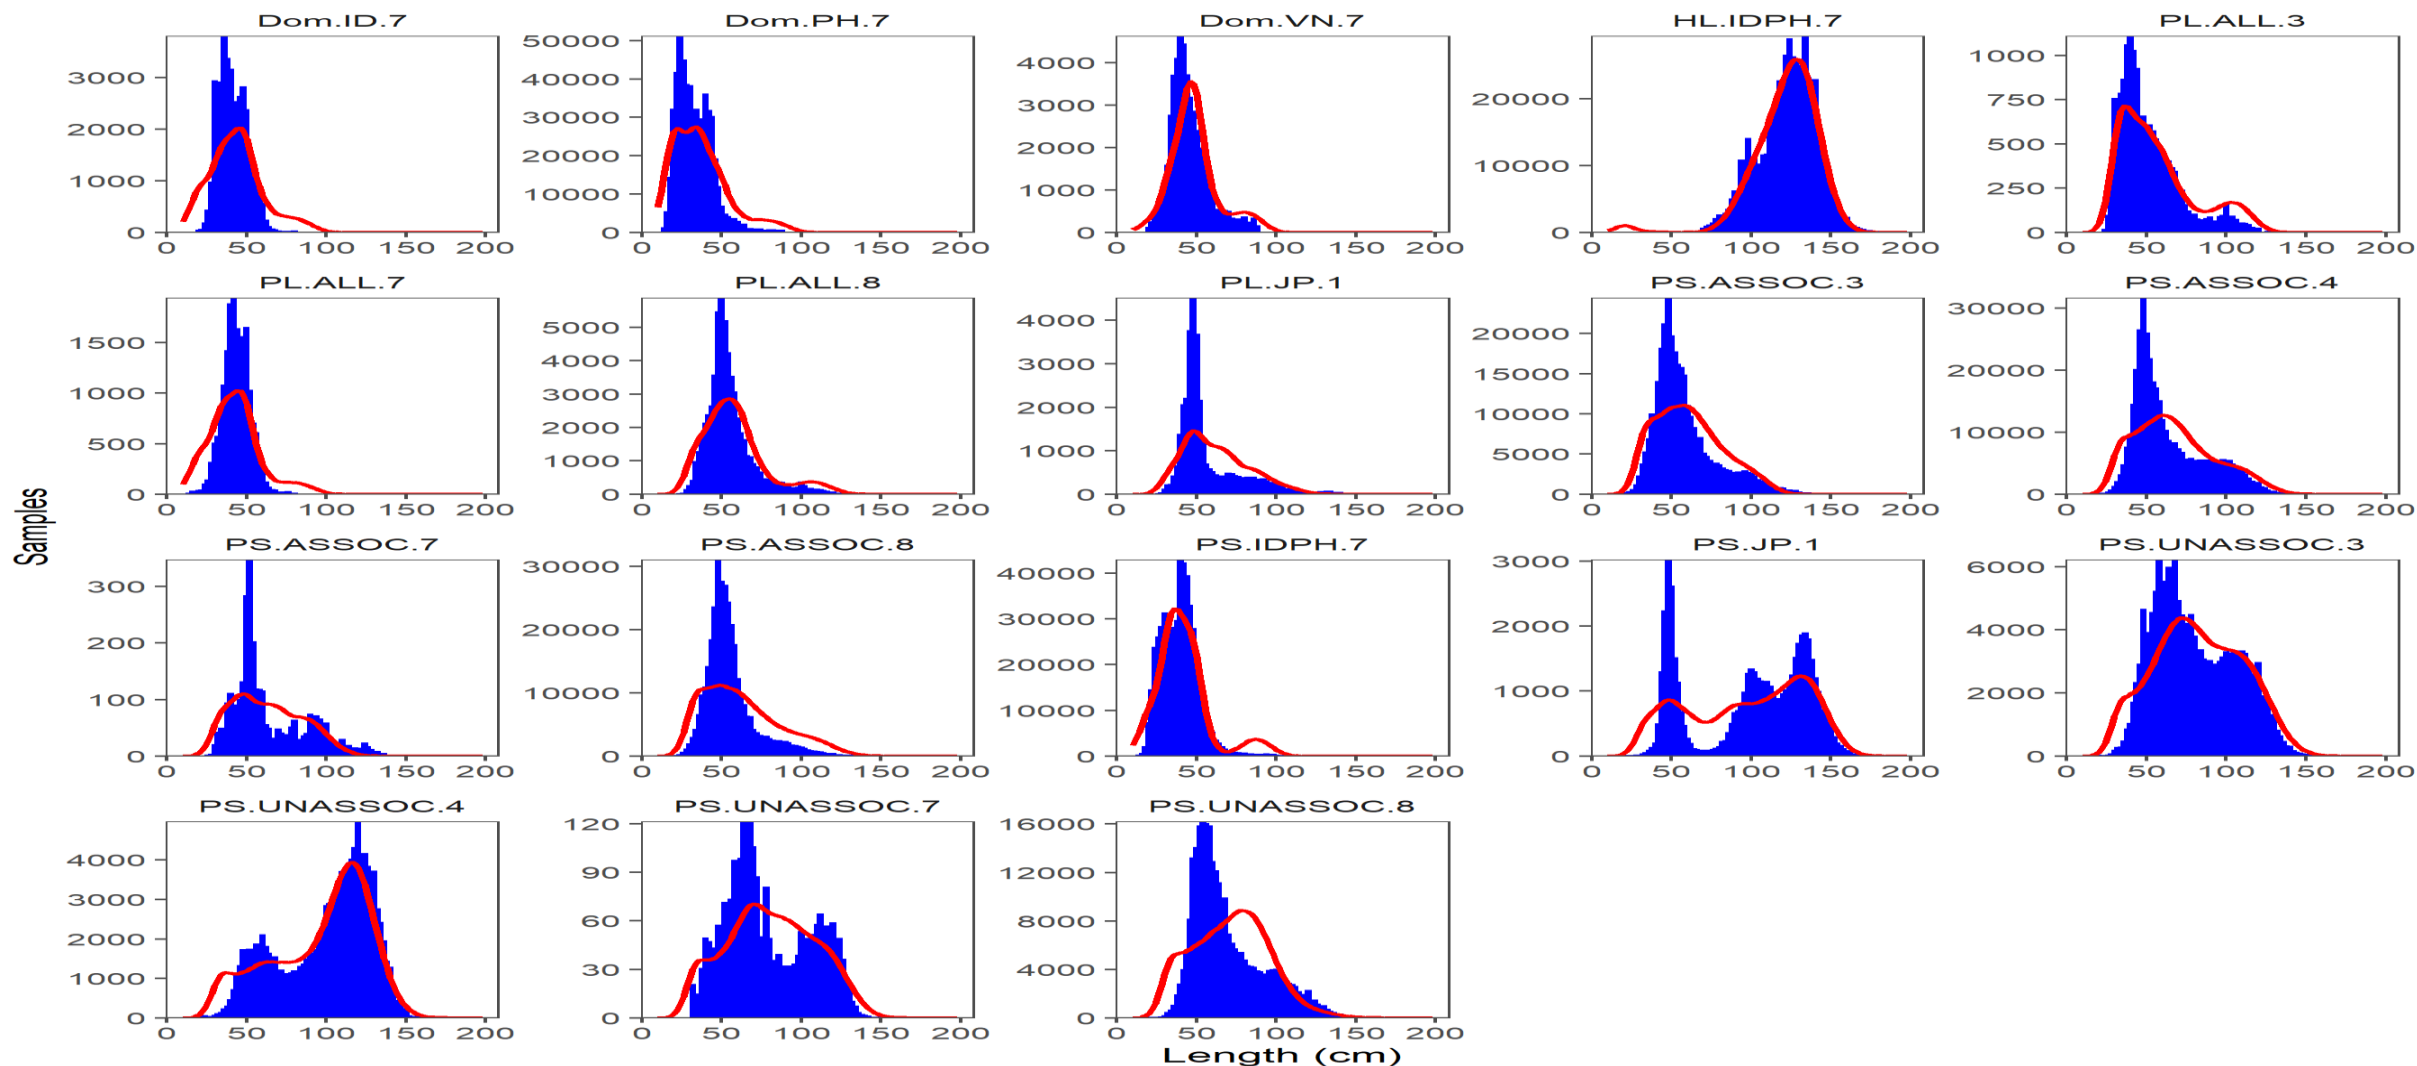 Dom.ID.7 Dom.PH.7 Dom.VN.7 HL.IDPH.7 PL.ALL.3
3000 2000 1000 0
50000 40000 30000 20000 10000 0
4000 3000 2000 1000 0
20000 10000 0
1000 750 500 250 0
0 50 100 150 200 0 50 100 150 200 0 50 100 150 200 0 50 100 150 200 0 50 100 150 200
PL.ALL.7 PL.ALL.8 PL.JP.1 PS.ASSOC.3 PS.ASSOC.4
1500 1000 500 0
5000 4000 3000 2000 1000 0
4000 3000 2000 1000 0
20000 15000 10000 5000 0
30000 20000 10000 0
0 50 100 150 200 0 50 100 150 200 0 50 100 150 200 0 50 100 150 200 0 50 100 150 200
Samples
PS.ASSOC.7 PS.ASSOC.8 PS.IDPH.7 PS.JP.1 PS.UNASSOC.3
300 200 100 0
30000 20000 10000 0
40000 30000 20000 10000 0
3000 2000 1000 0
6000 4000 2000 0
0 50 100 150 200 0 50 100 150 200 0 50 100 150 200 0 50 100 150 200 0 50 100 150 200
PS.UNASSOC.4 PS.UNASSOC.7 PS.UNASSOC.8
4000 3000 2000 1000 0
120 90 60 30 0
16000 12000 8000 4000 0
0 50 100 150 200 0 50 100 150 200 0 50 100 150 200
Length (cm)